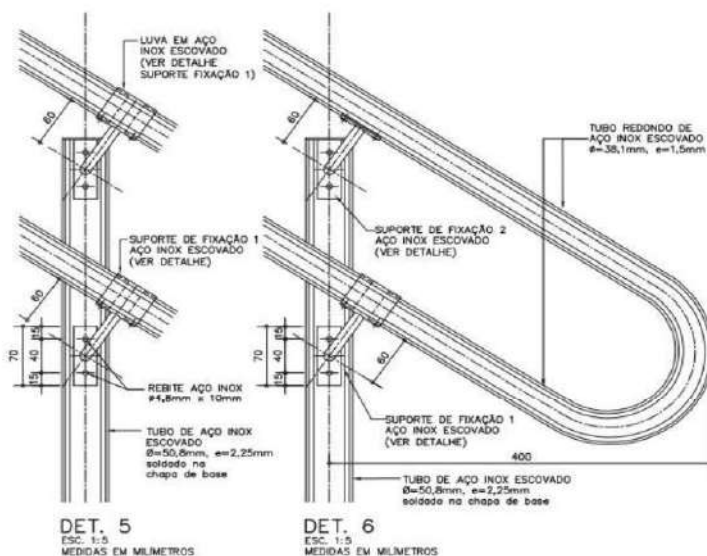 LUVA EM AÇO
INOX ESCOVADO
(VER DETALHE
SUPORTE FIXAÇÃO 1)
60
SUPORTE DE FIXAÇÃO 1
AÇO INOX ESCOVADO
(VER DETALHE)
60
15
70
40
15
REBITE AÇO INOX
ø4,8mm x 10mm
TUBO DE AÇO INOX
ESCOVADO
Ø=50,8mm, e=2,25mm
soldado na
chapa de base
DET. 5
ESC. 1:5
MEDIDAS EM MILÍMETROS
60
TUBO REDONDO DE
AÇO INOX ESCOVADO
ø=38,1mm, e=1,5mm
SUPORTE DE FIXAÇÃO 2
AÇO INOX ESCOVADO
(VER DETALHE)
15
70
40
15
60
SUPORTE DE FIXAÇÃO 1
AÇO INOX ESCOVADO
(VER DETALHE)
400
TUBO DE AÇO INOX ESCOVADO
Ø=50,8mm, e=2,25mm
soldado na chapa de base
DET. 6
ESC. 1:5
MEDIDAS EM MILÍMETROS